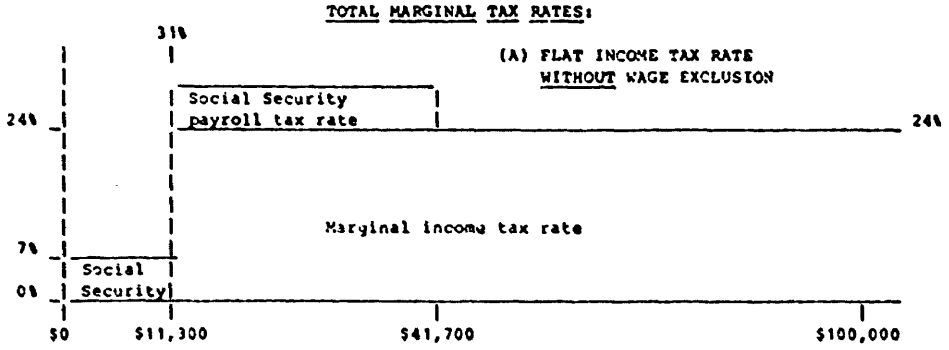 TOTAL MARGINAL TAX RATES:
31%
(A) FLAT INCOME TAX RATE
WITHOUT WAGE EXCLUSION
Social Security
payroll tax rate
24%
24%
Marginal income tax rate
7%
Social
Security
0%
$0 $11,300 $41,700 $100,000